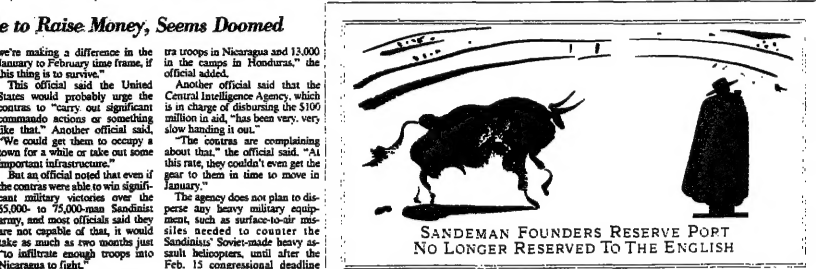 e to Raise Money, Seems Doomed
we're making a difference in the
January to February time frame, if
this thing is to survive."
This official said the United
States would probably urge the
contras to "carry out significant
commando actions or something
like that." Another official said,
"We could get them to occupy a
town for a while or take out some
important infrastructure."
But an official noted that even if
the contras were able to win signifi-
cant military victories over the
65,000- to 75,000-man Sandinist
army, and most officials said they
are not capable of that, it would
take as much as two months just
"to infiltrate enough troops into
Nicaragua to fight."
tra troops in Nicaragua and 13,000
in the camps in Honduras," the
official added.
Another official said that the
Central Intelligence Agency, which
is in charge of disbursing the $100
million in aid, "has been very, very
slow handing it out."
"The contras are complaining
about that," the official said. "At
this rate, they couldn't even get the
gear to them in time to move in
January."
The agency does not plan to dis-
perse any heavy military equip-
ment, such as surface-to-air mis-
siles needed to counter the
Sandinists' Soviet-made heavy as-
sault helicopters, until after the
Feb. 15 congressional deadline
SANDEMAN FOUNDERS RESERVE PORT
NO LONGER RESERVED TO THE ENGLISH